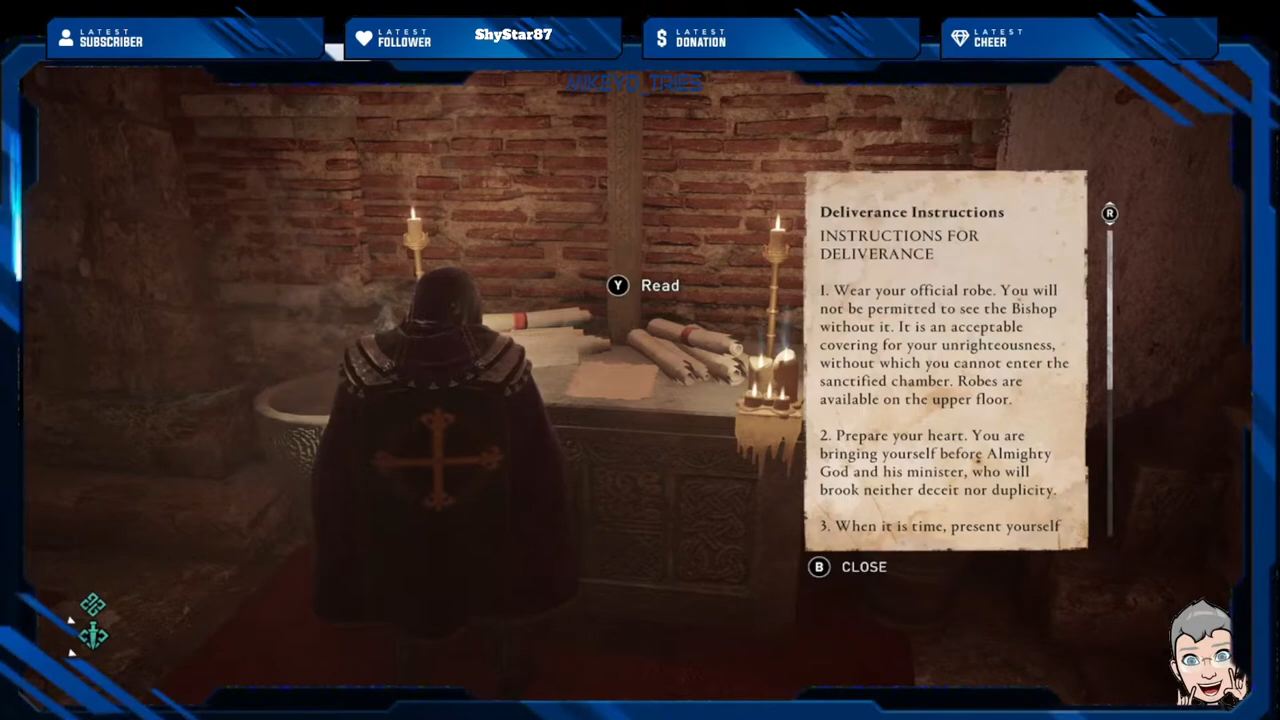 LATEST
SUBSCRIBER
LATEST
FOLLOWER
ShyStar87
LATEST
DONATION
LATEST
CHEER
MIKEYD_TRIES
Deliverance Instructions
INSTRUCTIONS FOR
DELIVERANCE
1. Wear your official robe. You will
not be permitted to see the Bishop
without it. It is an acceptable
covering for your unrighteousness,
without which you cannot enter the
sanctified chamber. Robes are
available on the upper floor.
2. Prepare your heart. You are
bringing yourself before Almighty
God and his minister, who will
brook neither deceit nor duplicity.
3. When it is time, present yourself
R
Y Read
B CLOSE